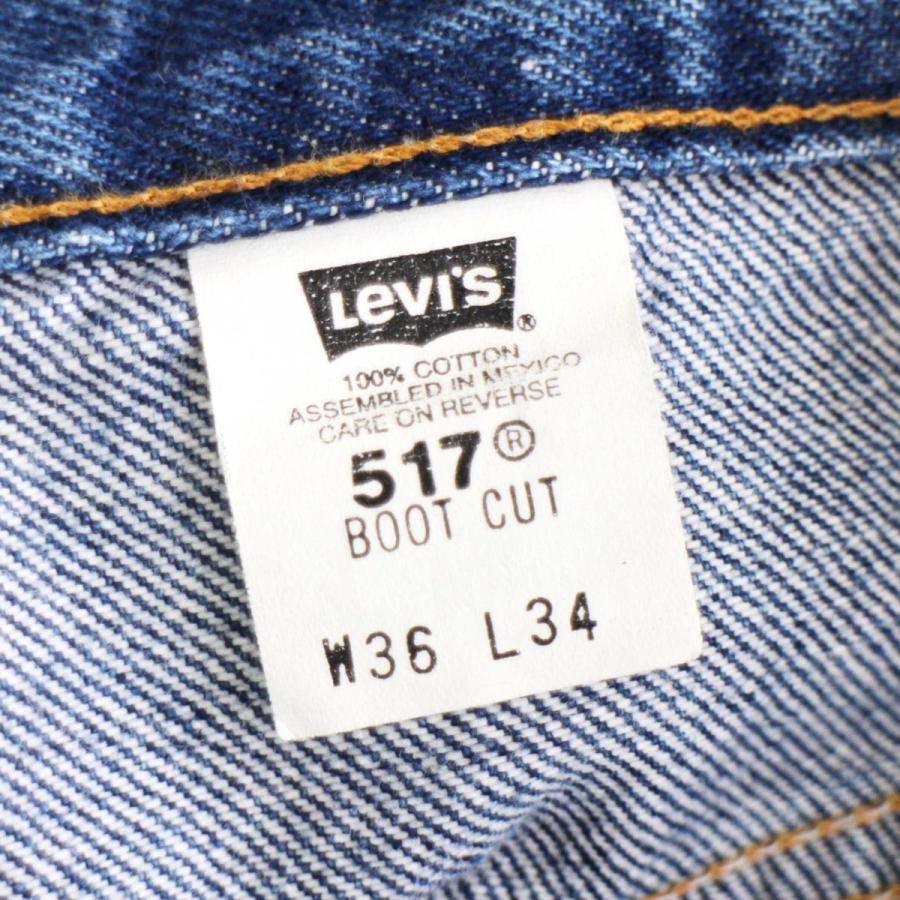 Levi's®
100% COTTON
ASSEMBLED IN MEXICO
CARE ON REVERSE
517®
BOOT CUT
W36 L34